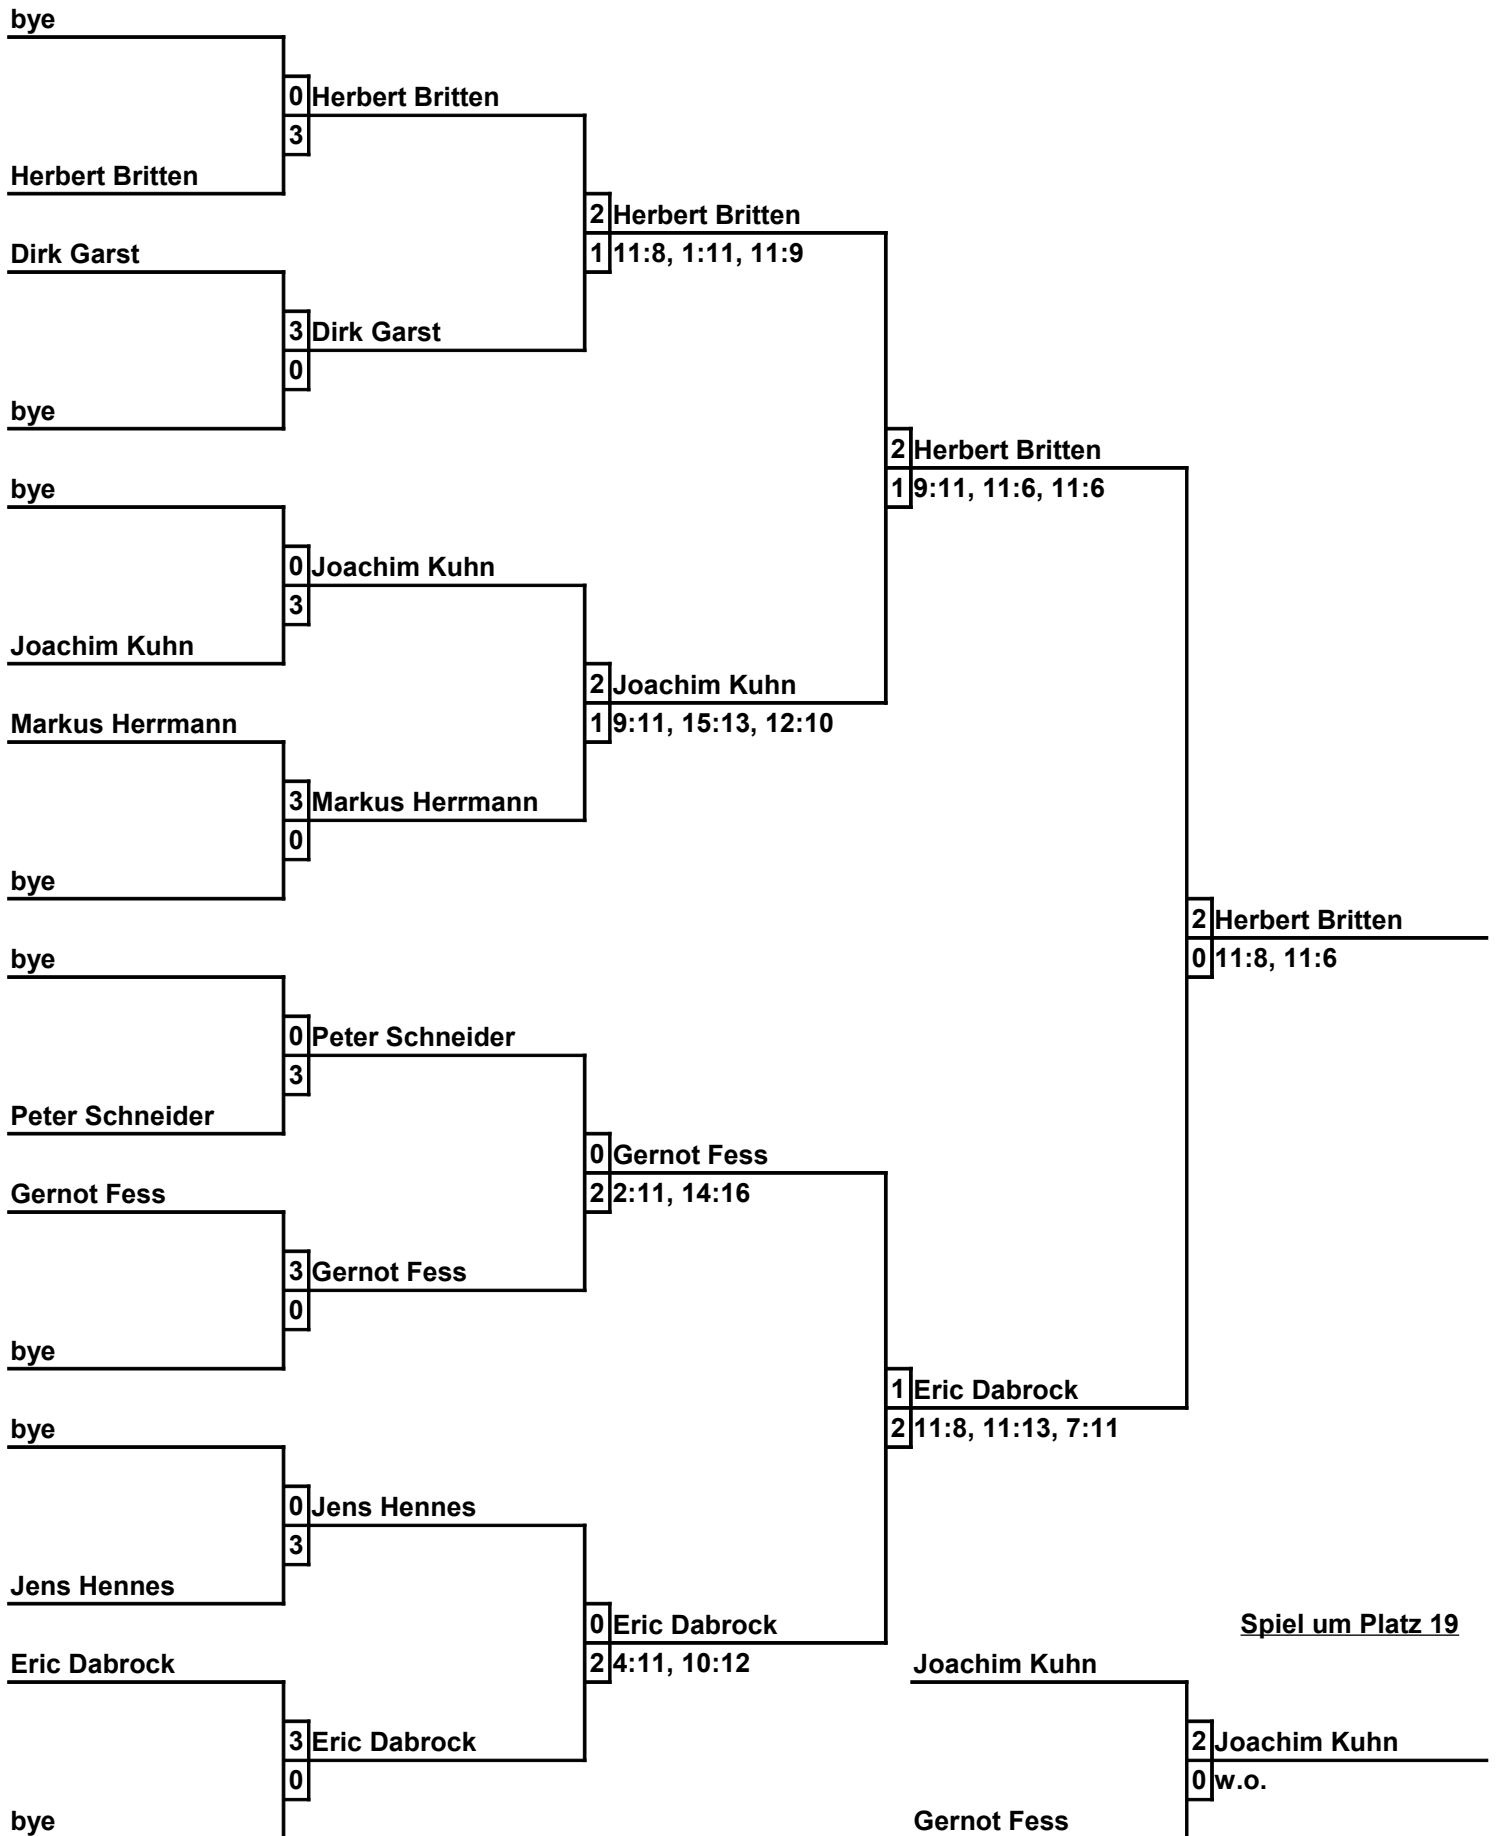 bye
0 Herbert Britten
3
Herbert Britten
2 Herbert Britten
Dirk Garst
1 11:8, 1:11, 11:9
3 Dirk Garst
0
bye
2 Herbert Britten
bye
1 9:11, 11:6, 11:6
0 Joachim Kuhn
3
Joachim Kuhn
2 Joachim Kuhn
Markus Herrmann
1 9:11, 15:13, 12:10
3 Markus Herrmann
0
bye
2 Herbert Britten
bye
0 11:8, 11:6
0 Peter Schneider
3
Peter Schneider
0 Gernot Fess
Gernot Fess
2 2:11, 14:16
3 Gernot Fess
0
bye
1 Eric Dabrock
bye
2 11:8, 11:13, 7:11
0 Jens Hennes
3
Jens Hennes
0 Eric Dabrock
Spiel um Platz 19
Eric Dabrock
2 4:11, 10:12
Joachim Kuhn
3 Eric Dabrock
2 Joachim Kuhn
0
0 w.o.
bye
Gernot Fess